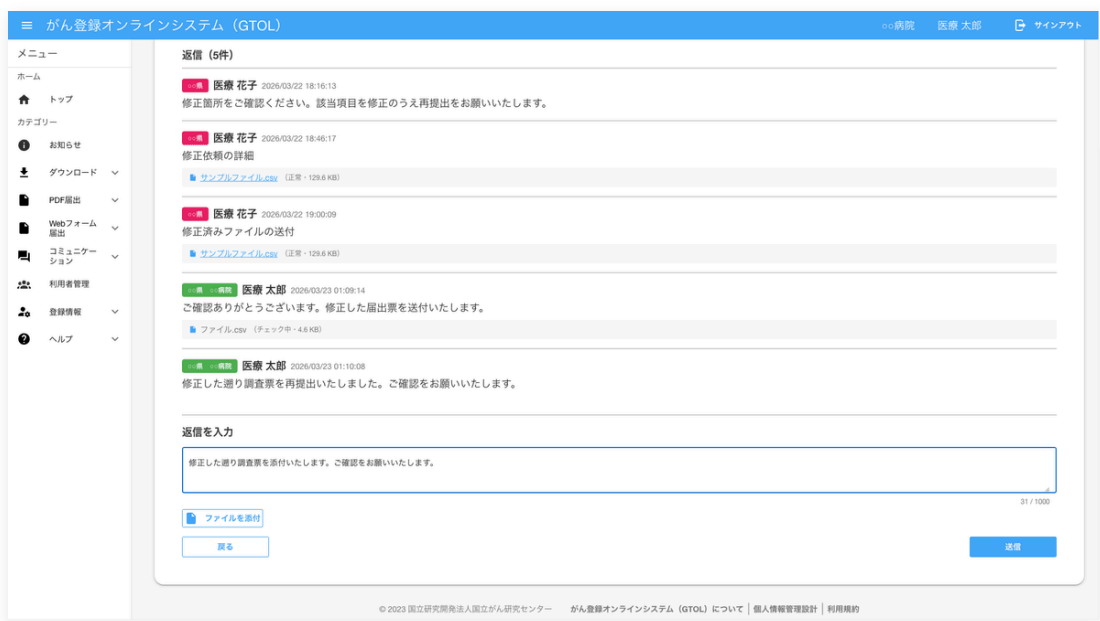 がん登録オンラインシステム（GTOL）
○○病院 医療 太郎 サインアウト
メニュー
ホーム
トップ
カテゴリー
お知らせ
ダウンロード
PDF届出
Webフォーム
届出
コミュニケー
ション
利用者管理
登録情報
ヘルプ
返信（5件）
○○県 医療 花子 2026/03/22 18:16:13
修正箇所をご確認ください。該当項目を修正のうえ再提出をお願いいたします。
○○県 医療 花子 2026/03/22 18:46:17
修正依頼の詳細
サンプルファイル.csv （正常・129.6 KB）
○○県 医療 花子 2026/03/22 19:00:09
修正済みファイルの送付
サンプルファイル.csv （正常・129.6 KB）
○○県 ○○病院 医療 太郎 2026/03/23 01:09:14
ご確認ありがとうございます。修正した届出票を送付いたします。
ファイル.csv （チェック中・4.6 KB）
○○県 ○○病院 医療 太郎 2026/03/23 01:10:08
修正した遡り調査票を再提出いたしました。ご確認をお願いいたします。
返信を入力
修正した遡り調査票を添付いたします。ご確認をお願いいたします。
31 / 1000
ファイルを添付
戻る 送信
© 2023 国立研究開発法人国立がん研究センター がん登録オンラインシステム（GTOL）について 個人情報管理設計 利用規約